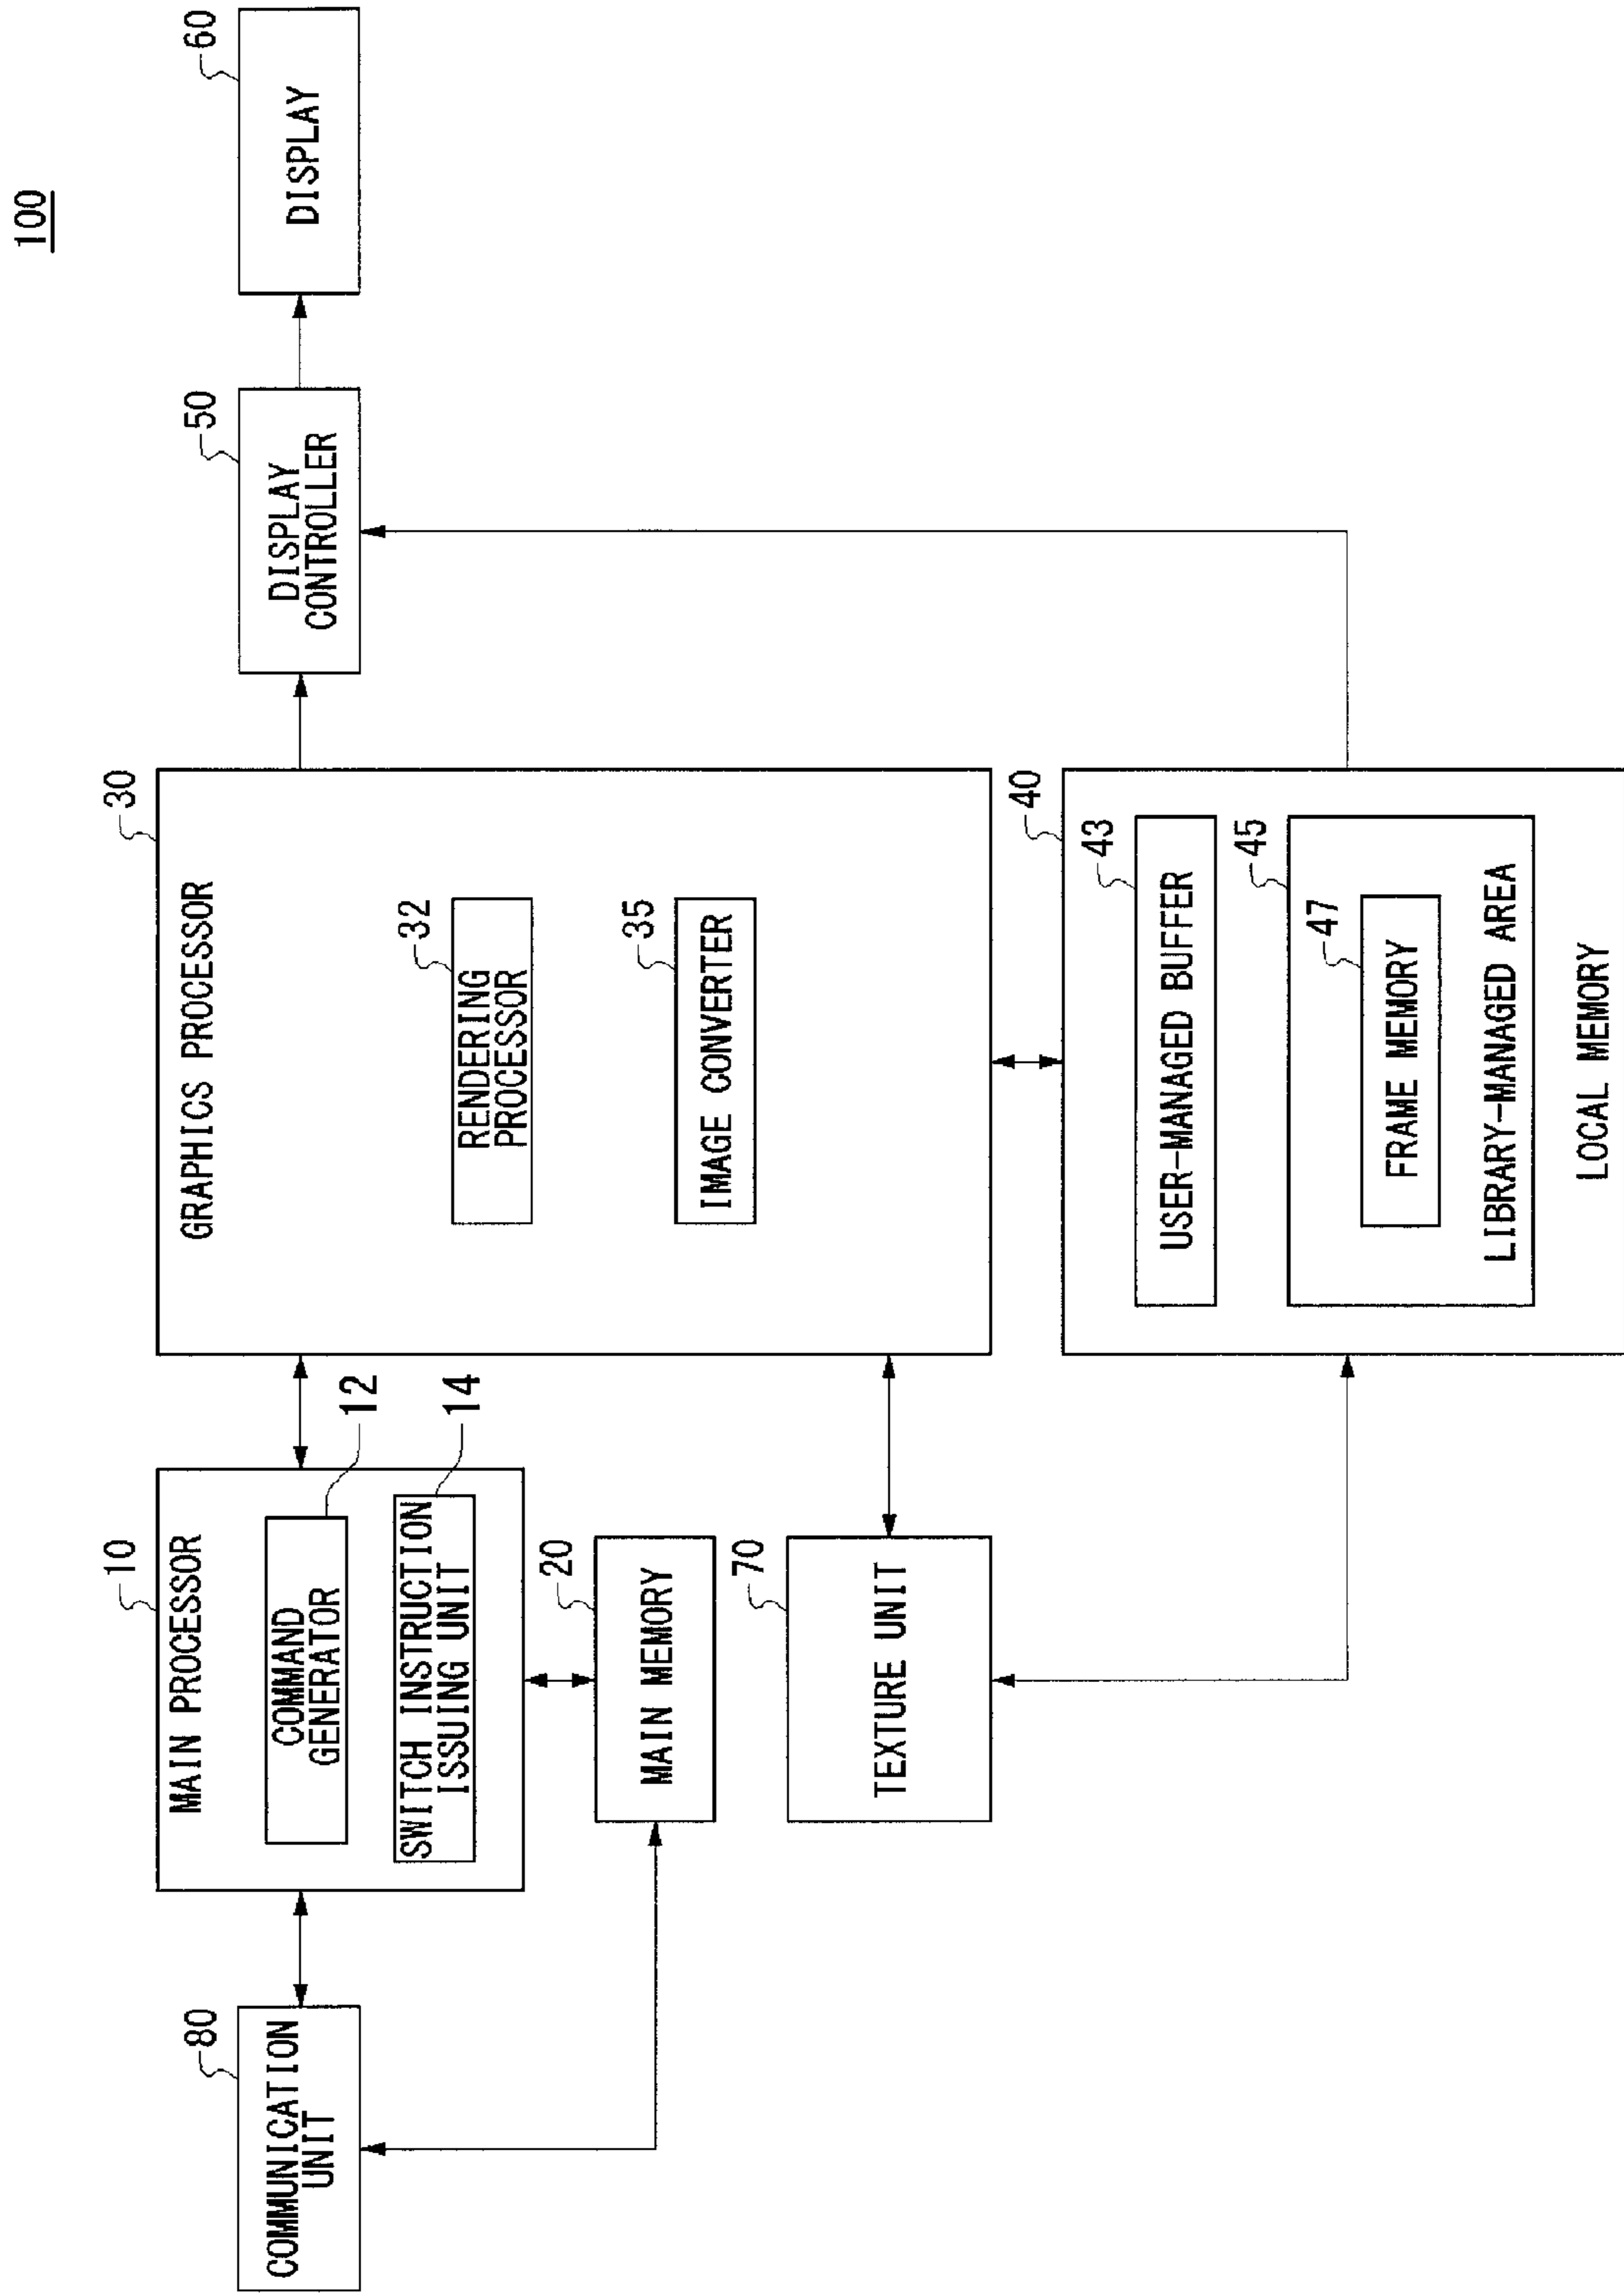 100
80
COMMUNICATION
UNIT
10
MAIN PROCESSOR
COMMAND
GENERATOR
12
SWITCH INSTRUCTION
ISSUING UNIT
14
20
MAIN MEMORY
70
TEXTURE UNIT
30
GRAPHICS PROCESSOR
32
RENDERING
PROCESSOR
35
IMAGE CONVERTER
40
43
USER-MANAGED BUFFER
45
47
FRAME MEMORY
LIBRARY-MANAGED AREA
LOCAL MEMORY
50
DISPLAY
CONTROLLER
60
DISPLAY